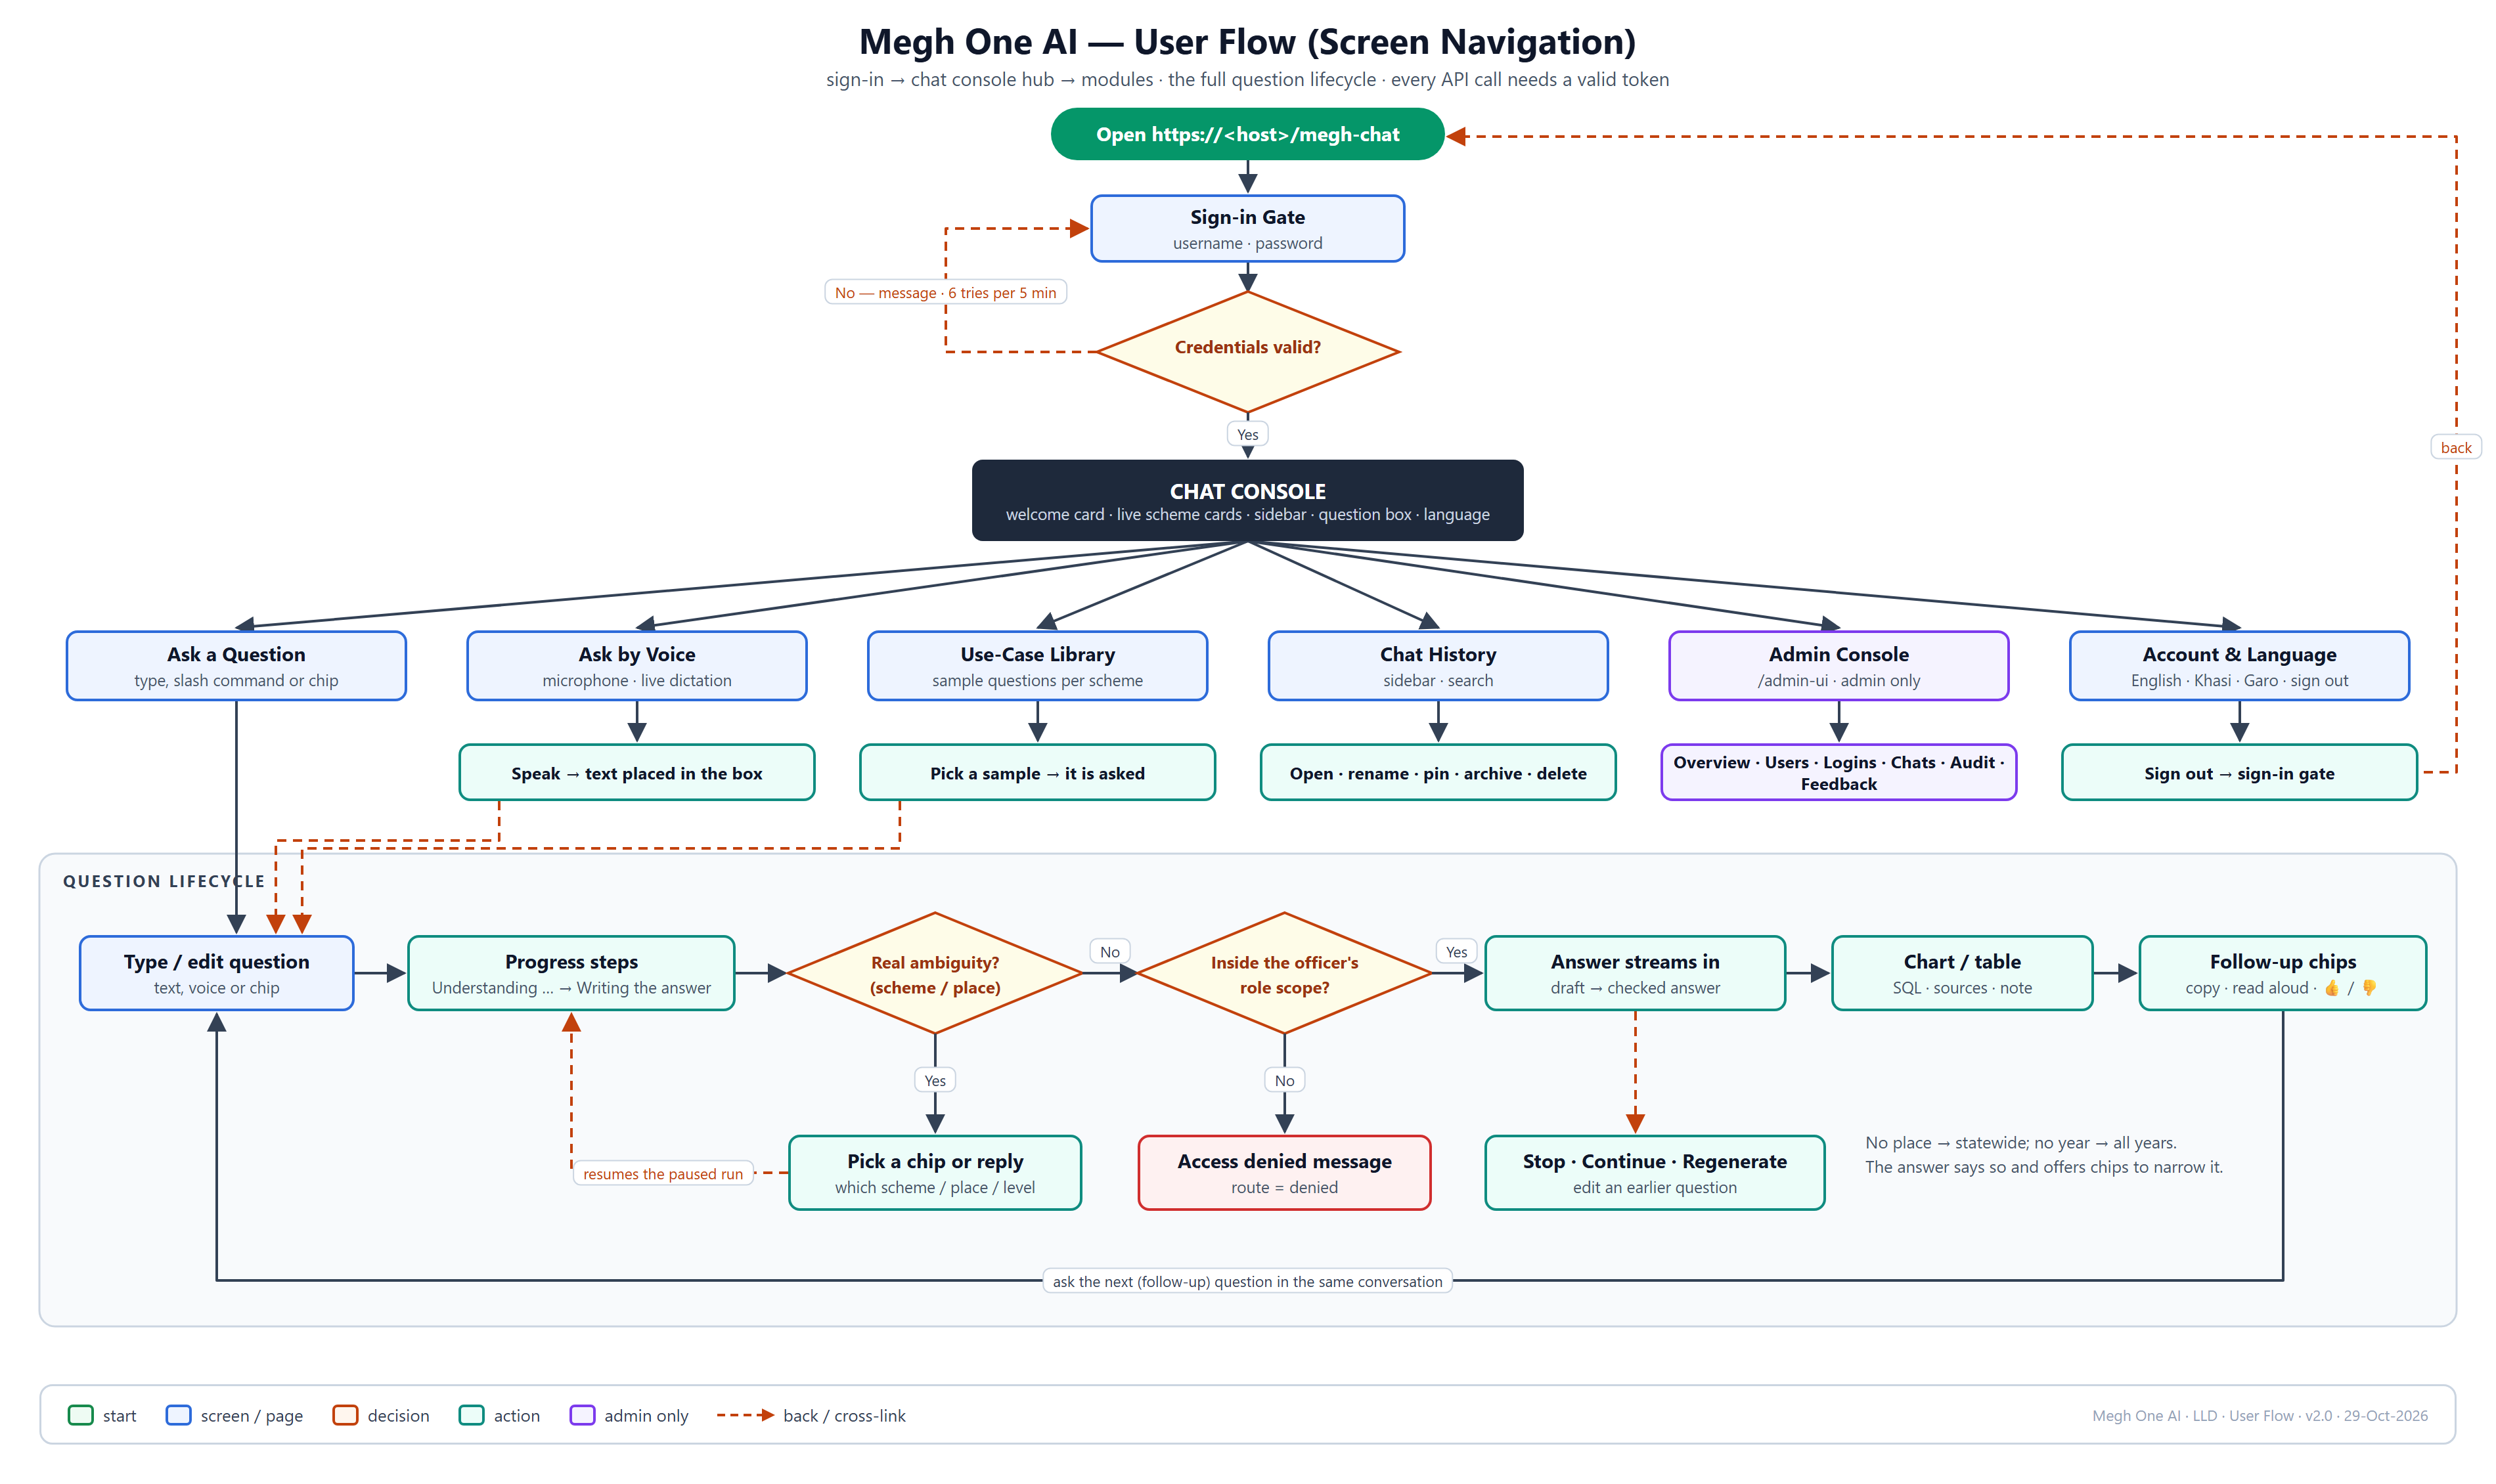 Megh One AI — User Flow (Screen Navigation)
sign-in → chat console hub → modules · the full question lifecycle · every API call needs a valid token
Open https://<host>/megh-chat
Sign-in Gate
username · password
No — message · 6 tries per 5 min
Credentials valid?
Yes
back
CHAT CONSOLE
welcome card · live scheme cards · sidebar · question box · language
Ask a Question
type, slash command or chip
Ask by Voice
microphone · live dictation
Use-Case Library
sample questions per scheme
Chat History
sidebar · search
Admin Console
/admin-ui · admin only
Account & Language
English · Khasi · Garo · sign out
Speak → text placed in the box
Pick a sample → it is asked
Open · rename · pin · archive · delete
Overview · Users · Logins · Chats · Audit ·
Feedback
Sign out → sign-in gate
QUESTION LIFECYCLE
Type / edit question
text, voice or chip
Progress steps
Understanding ... → Writing the answer
Real ambiguity?
(scheme / place)
No
Inside the officer's
role scope?
Yes
Answer streams in
draft → checked answer
Chart / table
SQL · sources · note
Follow-up chips
copy · read aloud · 👍 / 👎
Yes
No
resumes the paused run
Pick a chip or reply
which scheme / place / level
Access denied message
route = denied
Stop · Continue · Regenerate
edit an earlier question
No place → statewide; no year → all years.
The answer says so and offers chips to narrow it.
ask the next (follow-up) question in the same conversation
start
screen / page
decision
action
admin only
back / cross-link
Megh One AI · LLD · User Flow · v2.0 · 29-Oct-2026